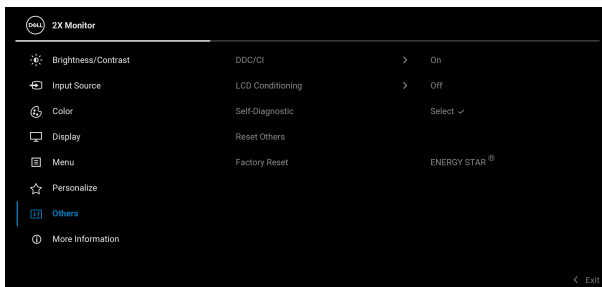 DELL 2X Monitor
Brightness/Contrast DDC/CI > On
Input Source LCD Conditioning > Off
Color Self-Diagnostic Select ✓
Display Reset Others
Menu Factory Reset ENERGY STAR ®
Personalize
Others
More Information
< Exit